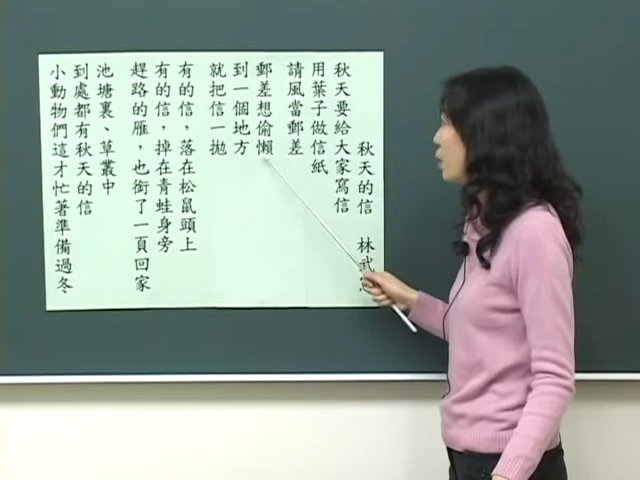 秋天的信 林武憲
秋天要給大家寫信
用葉子做信紙
請風當郵差
郵差想偷懶
到一個地方
就把信一拋
有的信，落在松鼠頭上
有的信，掉在青蛙身旁
趕路的雁，也銜了一頁回家
池塘裏、草叢中
到處都有秋天的信
小動物們這才忙著準備過冬